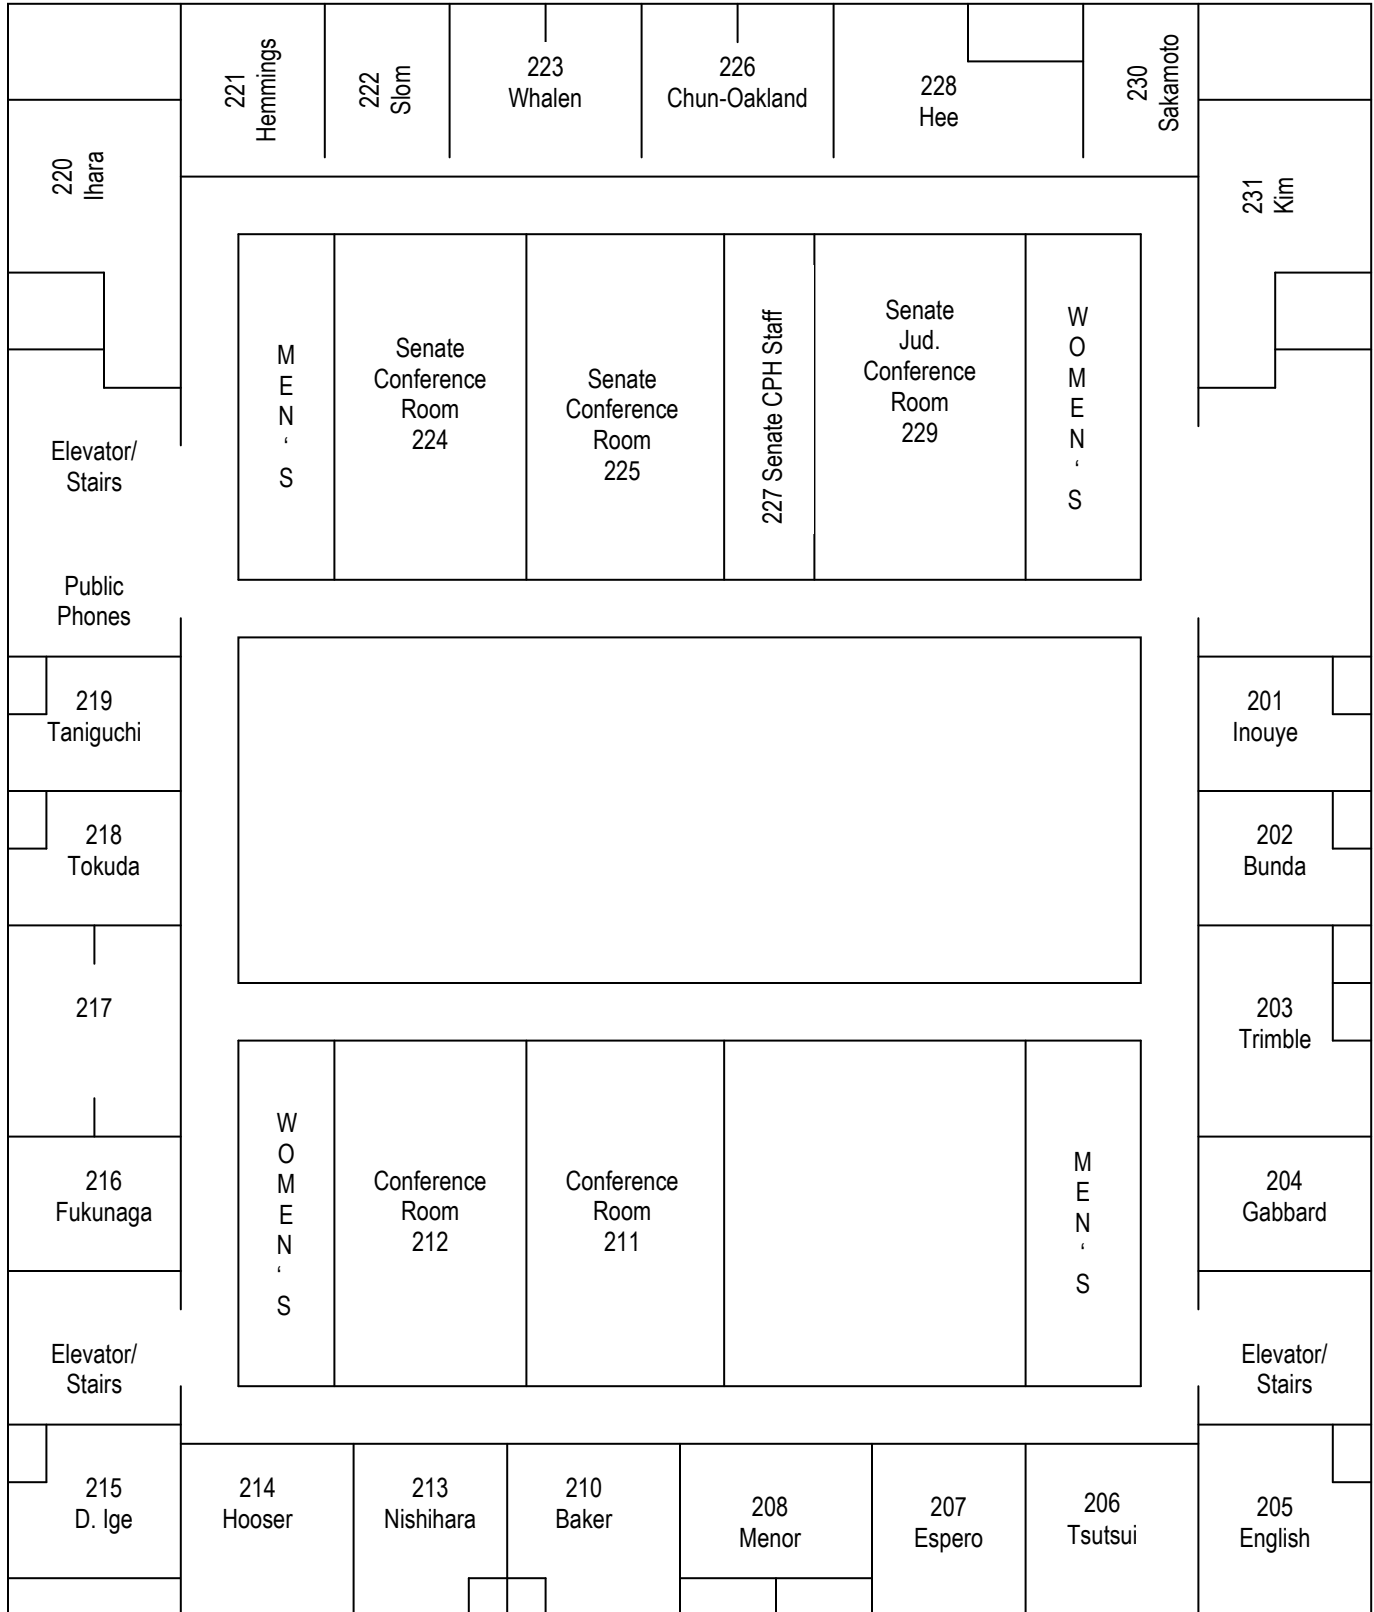 221
Hemmings
222
Slom
223
Whalen
226
Chun-Oakland
228
Hee
230
Sakamoto
220
Ihara
231
Kim
MEN‘S
Senate
Conference
Room
224
Senate
Conference
Room
225
227 Senate CPH Staff
Senate
Jud.
Conference
Room
229
WOMEN‘S
Elevator/
Stairs
Public
Phones
219
Taniguchi
201
Inouye
218
Tokuda
202
Bunda
217
203
Trimble
216
Fukunaga
WOMEN‘S
Conference
Room
212
Conference
Room
211
MEN‘S
204
Gabbard
Elevator/
Stairs
Elevator/
Stairs
215
D. Ige
214
Hooser
213
Nishihara
210
Baker
208
Menor
207
Espero
206
Tsutsui
205
English